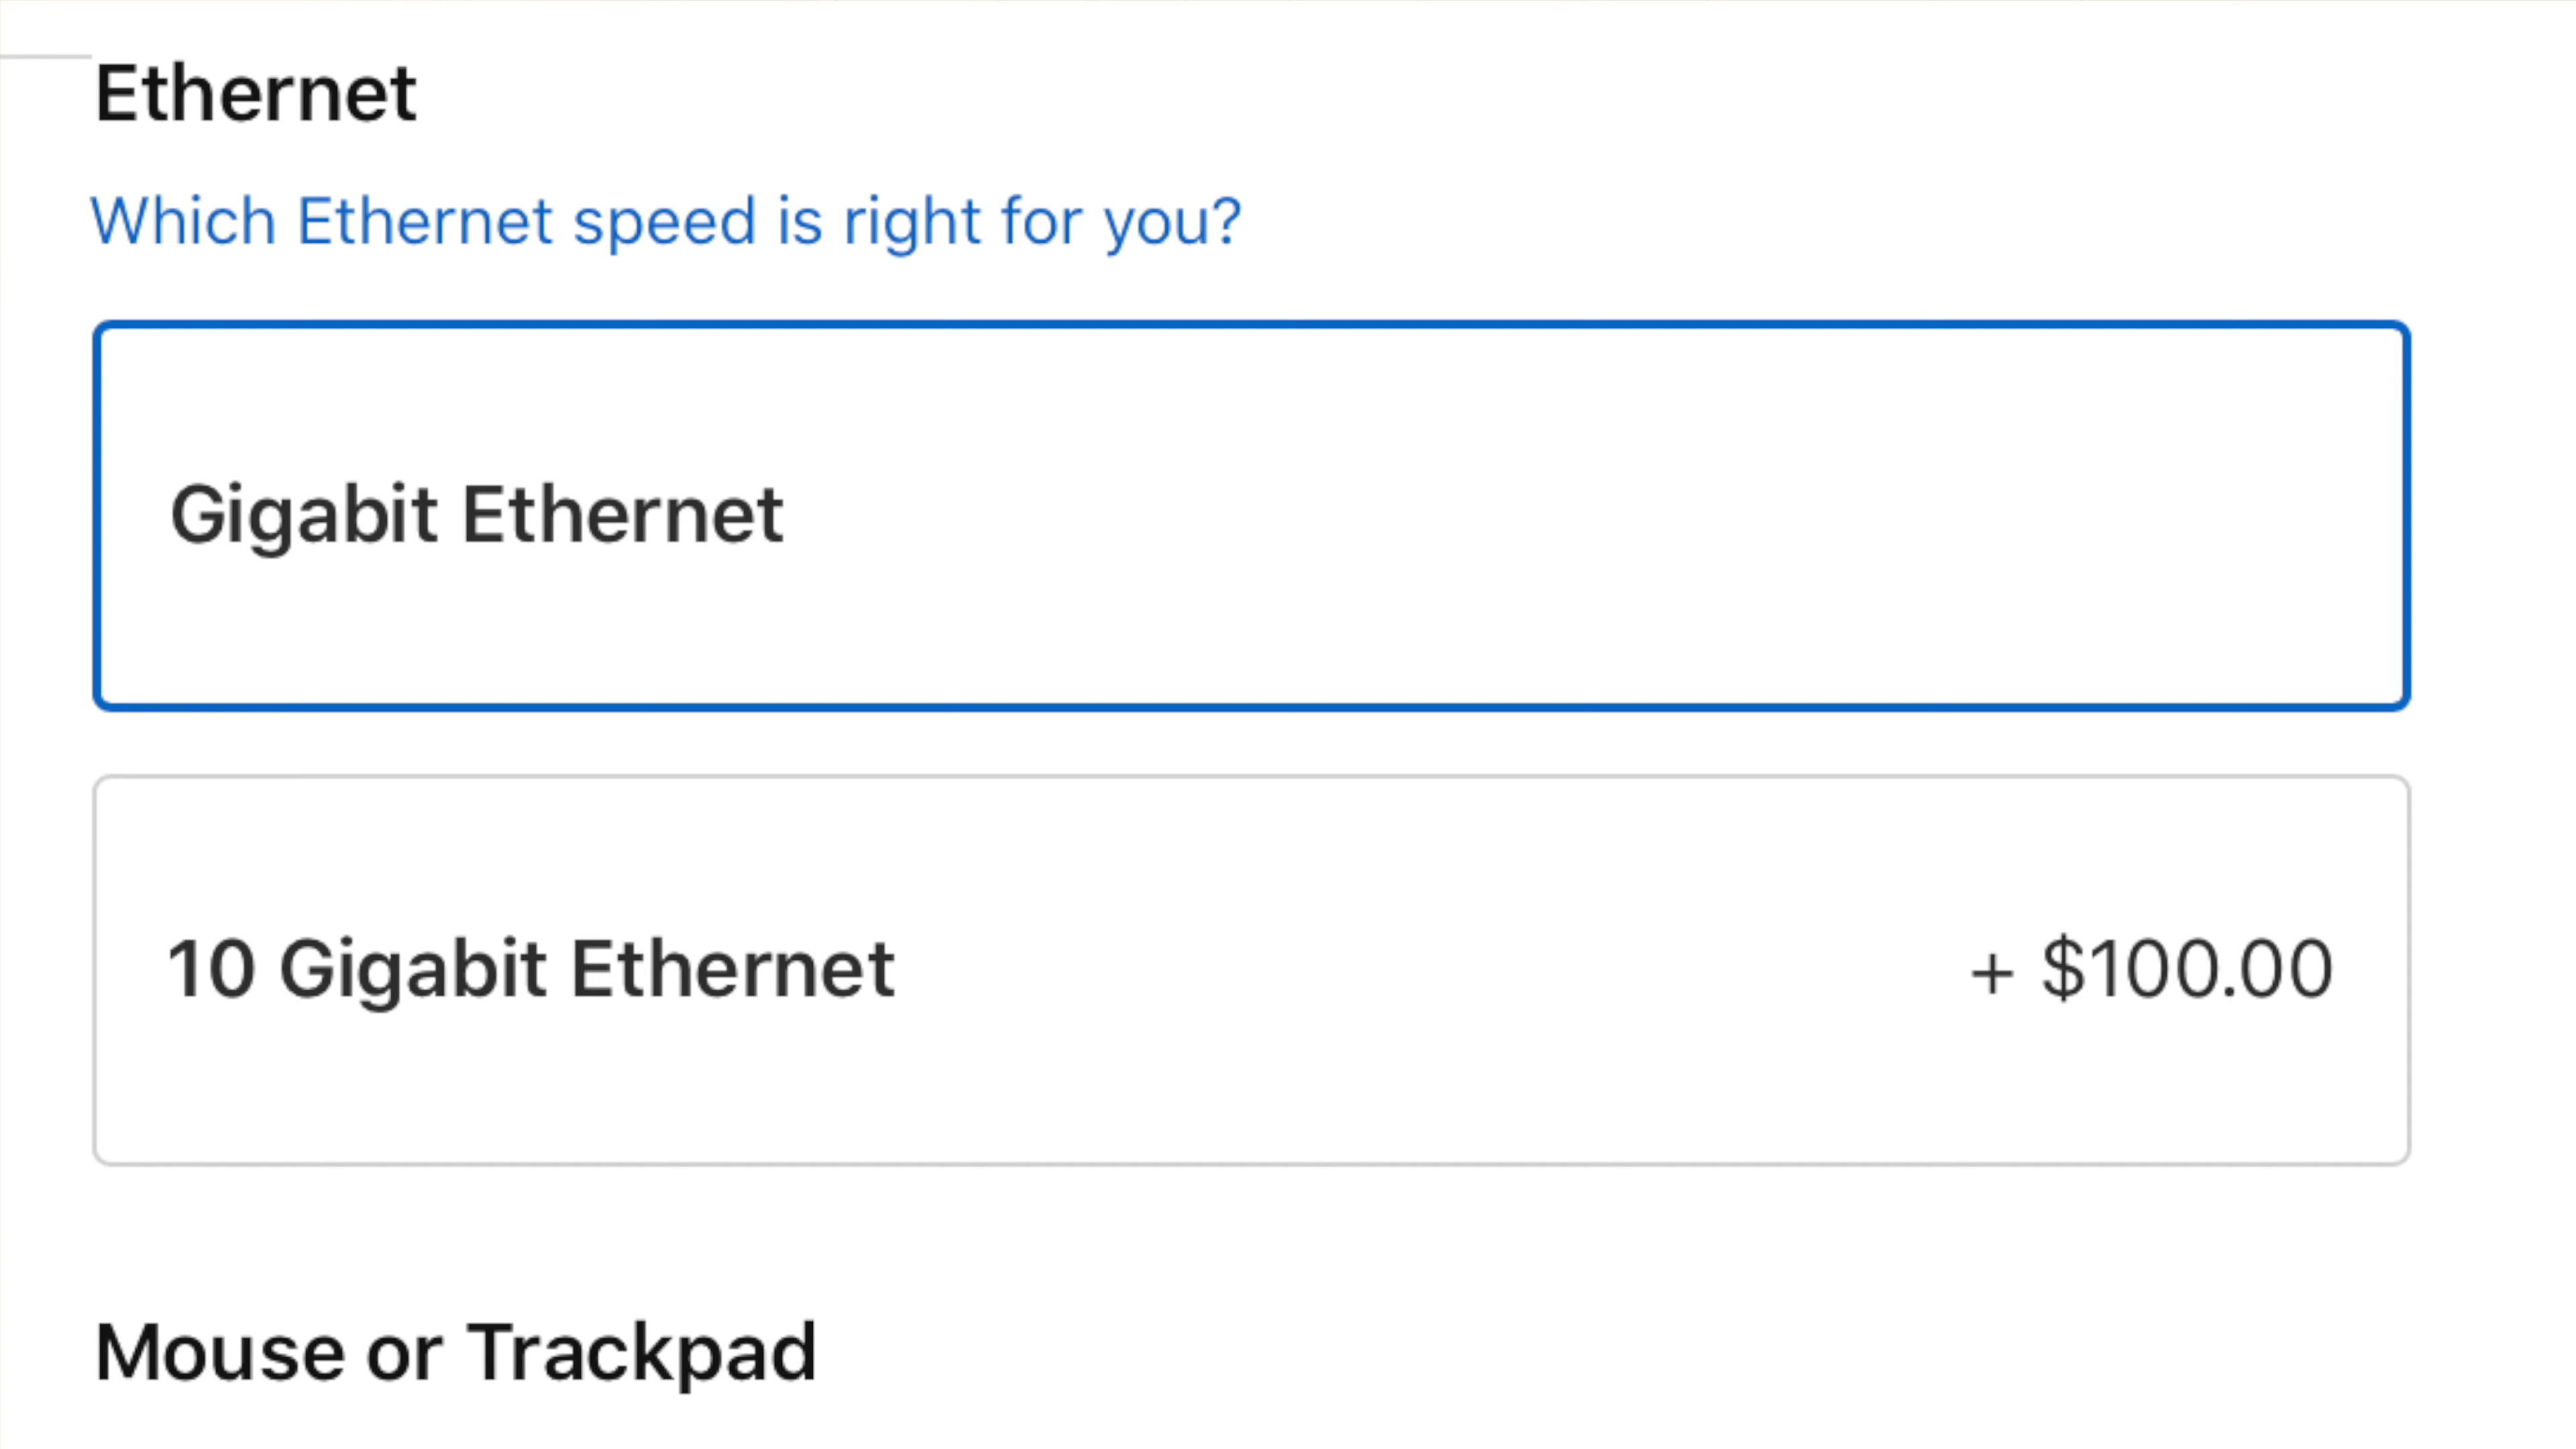 Ethernet
Which Ethernet speed is right for you?
Gigabit Ethernet
10 Gigabit Ethernet + $100.00
Mouse or Trackpad